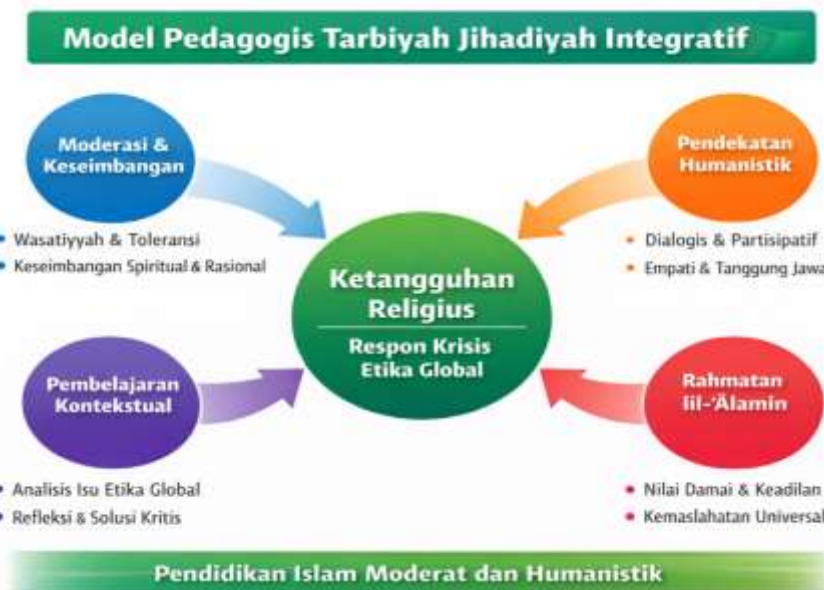 Model Pedagogis Tarbiyah Jihadiyah Integratif
Moderasi &
Keseimbangan
• Wasatiyyah & Toleransi
• Keseimbangan Spiritual & Rasional
Pendekatan
Humanistik
• Dialogis & Partisipatif
• Empati & Tanggung Jawa
Ketangguhan
Religius
Respon Krisis
Etika Global
Pembelajaran
Kontekstual
• Analisis Isu Etika Global
• Refleksi & Solusi Kritis
Rahmatan
lil-‘Ālamin
• Nilai Damai & Keadilan
• Kemaslahatan Universal
Pendidikan Islam Moderat dan Humanistik